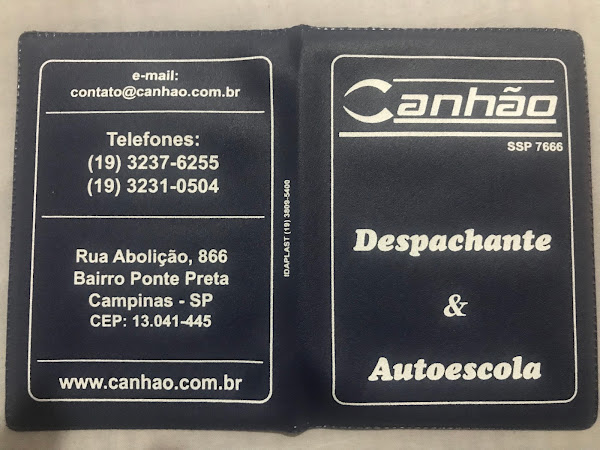 e-mail:
contato@canhao.com.br
Telefones:
(19) 3237-6255
(19) 3231-0504
Rua Abolição, 866
Bairro Ponte Preta
Campinas - SP
CEP: 13.041-445
www.canhao.com.br
IDAPLAST (19) 3809-5400
Canhão
SSP 7666
Despachante
&
Autoescola